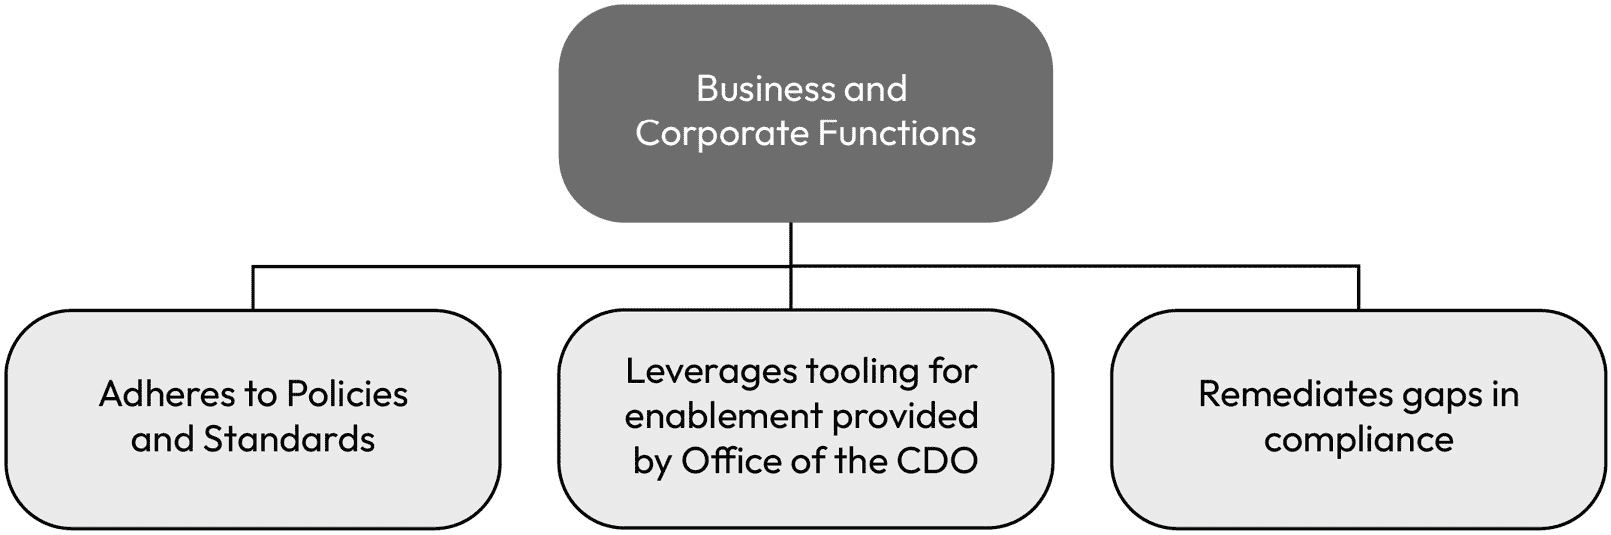 Business and
Corporate Functions
Adheres to Policies
and Standards
Leverages tooling for
enablement provided
by Office of the CDO
Remediates gaps in
compliance